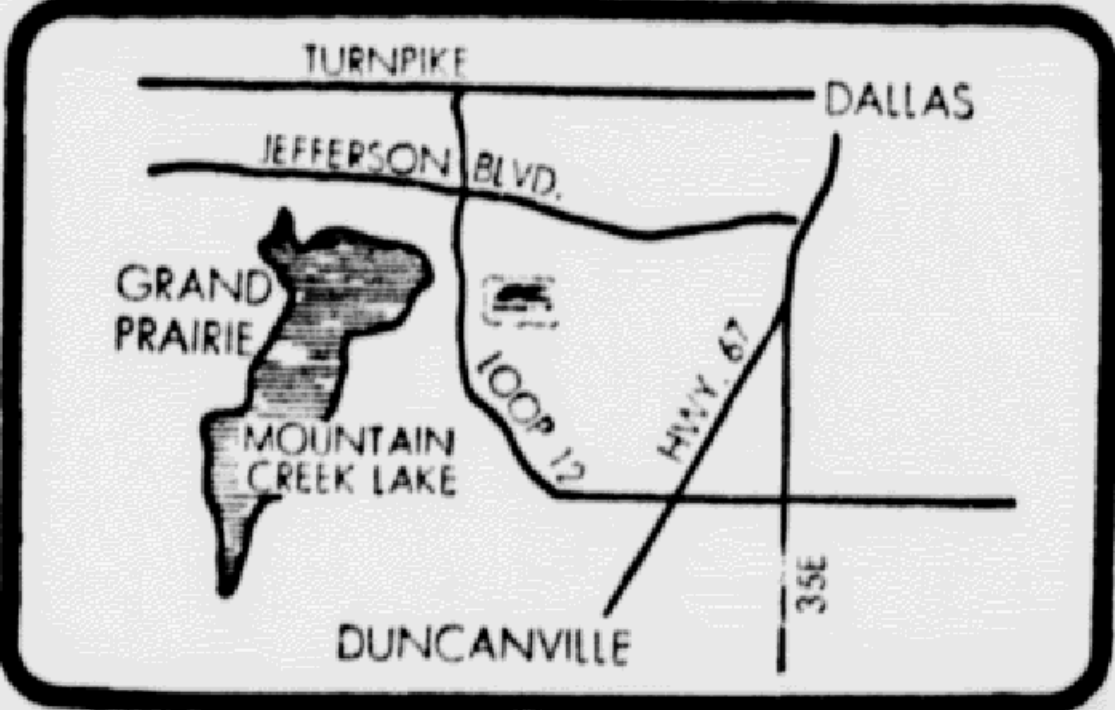 TURNPIKE
DALLAS
JEFFERSON BLVD.
GRAND
PRAIRIE
LOOP 12
HWY. 67
MOUNTAIN
CREEK LAKE
35E
DUNCANVILLE